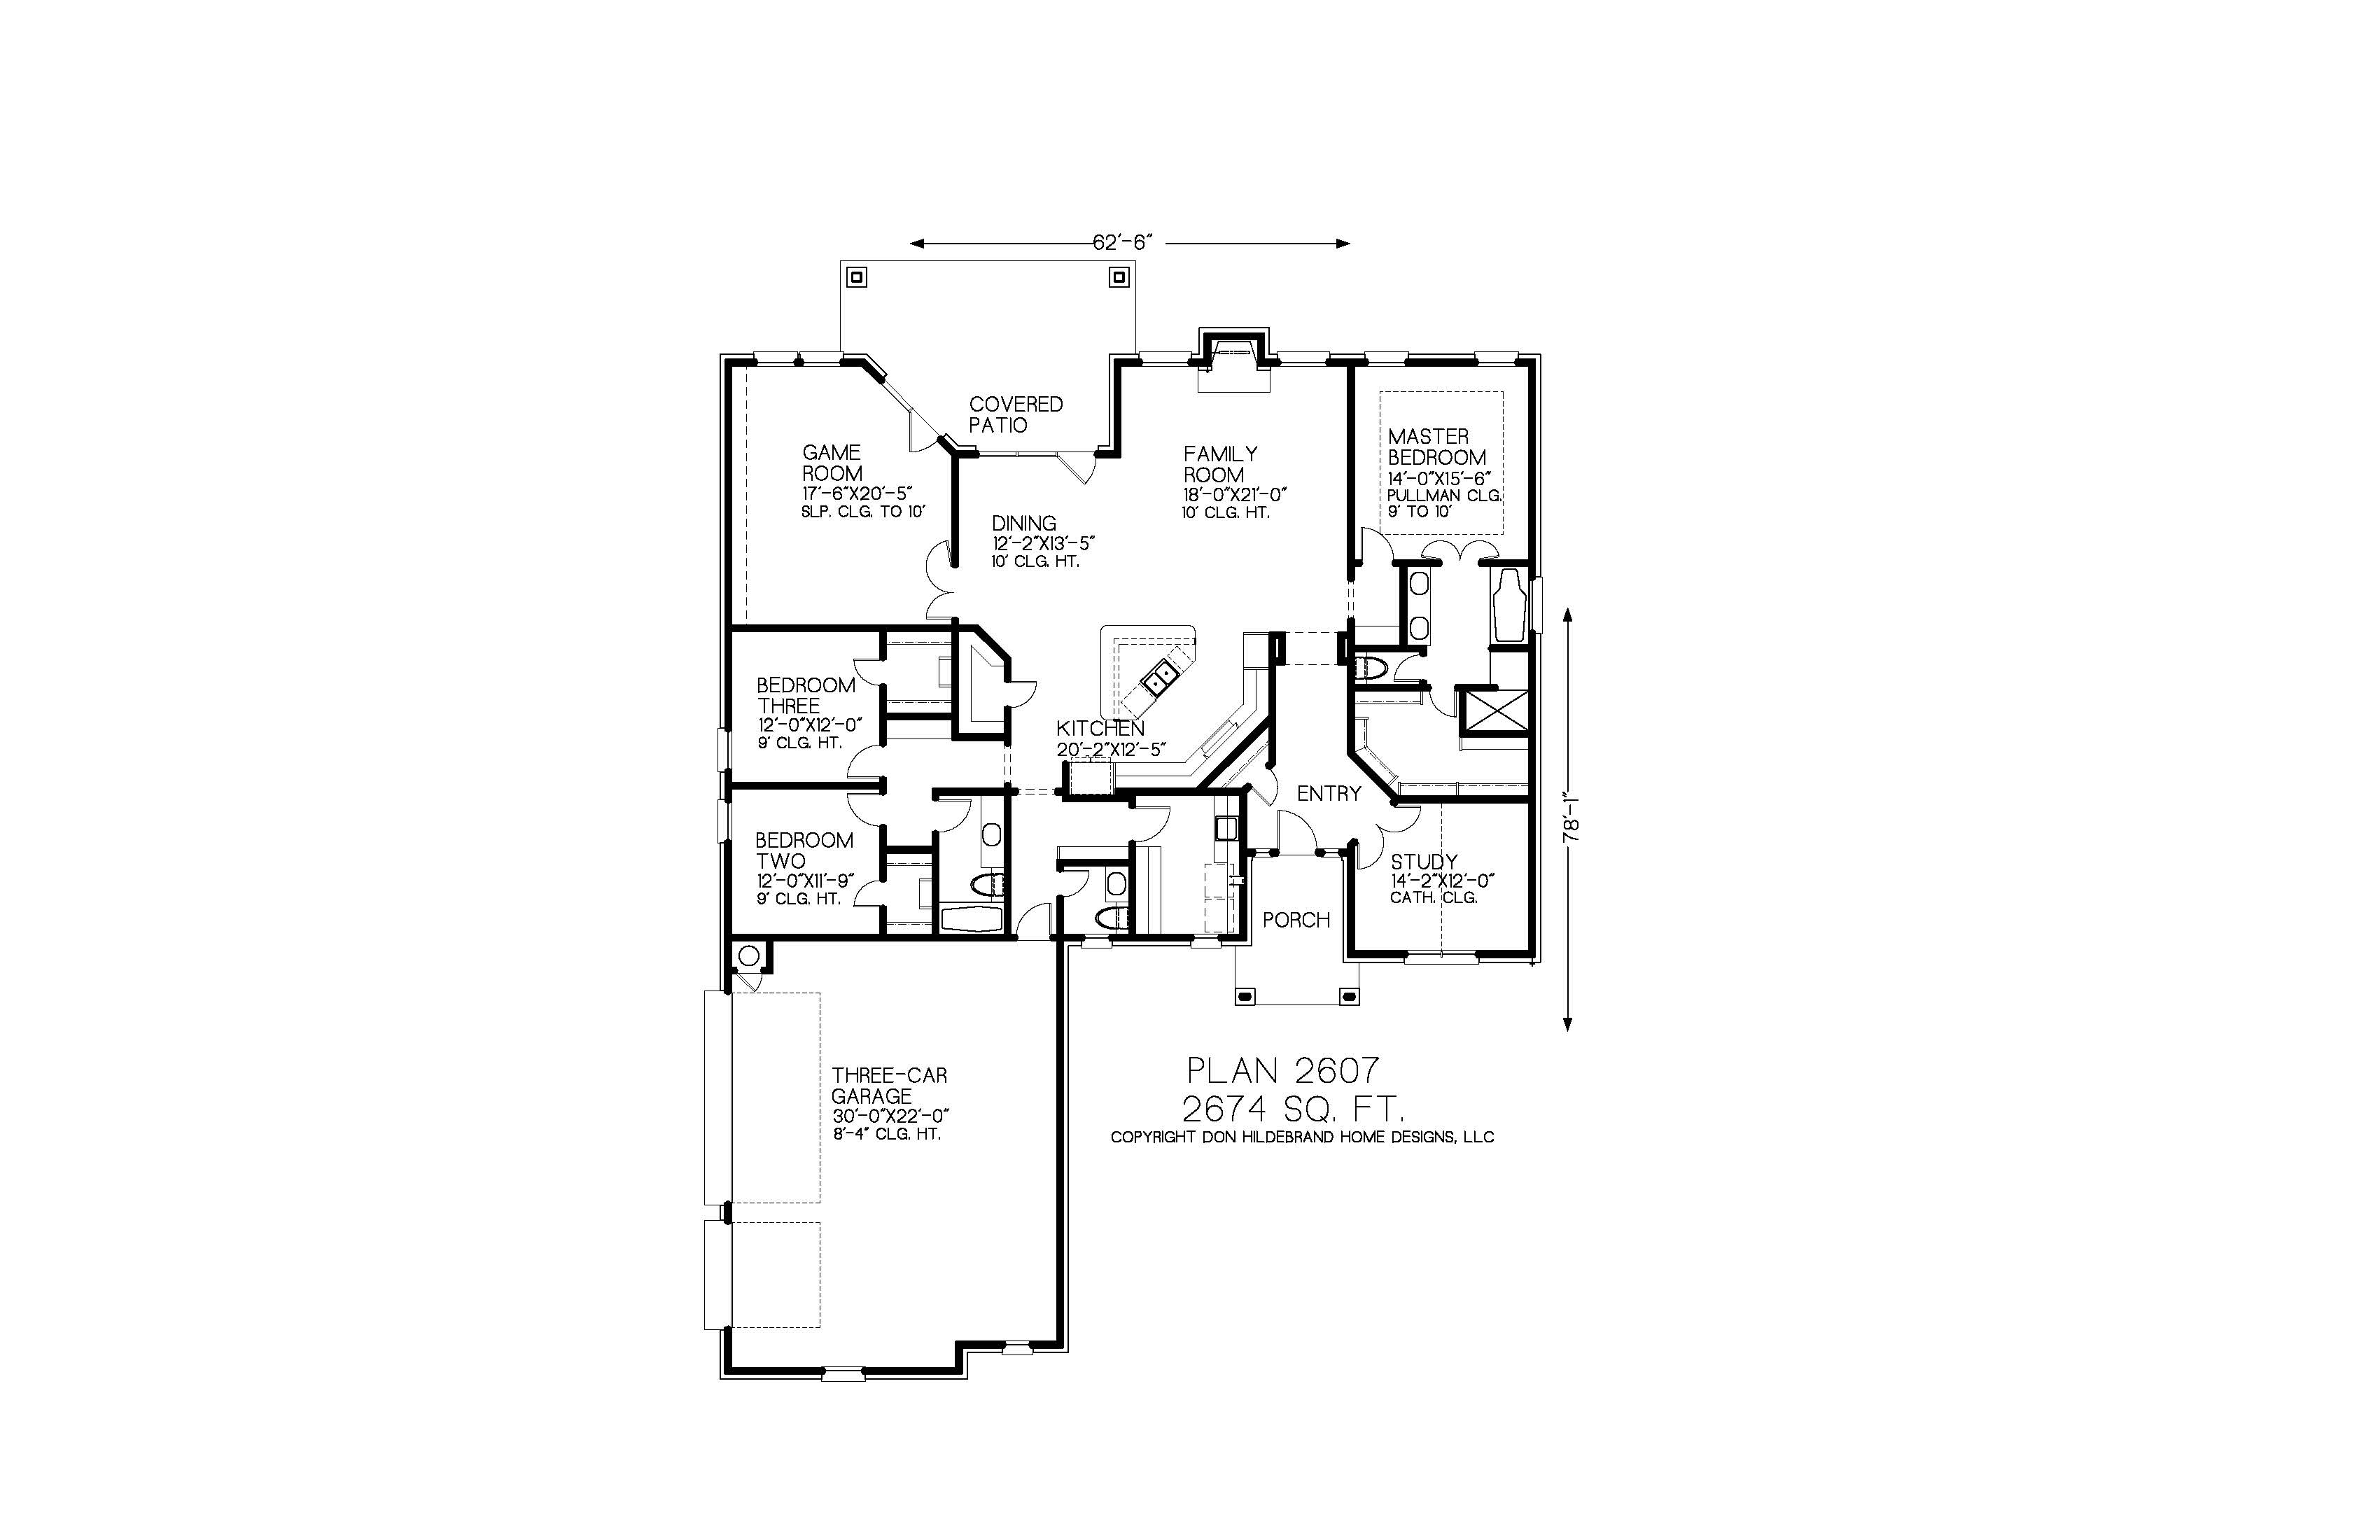 62'-6"
COVERED
PATIO
GAME
ROOM
17'-6"X20'-5"
SLP. CLG. TO 10'
FAMILY
ROOM
18'-0"X21'-0"
10' CLG. HT.
MASTER
BEDROOM
14'-0"X15'-6"
PULLMAN CLG.
9' TO 10'
DINING
12'-2"X13'-5"
10' CLG. HT.
BEDROOM
THREE
12'-0"X12'-0"
9' CLG. HT.
KITCHEN
20'-2"X12'-5"
ENTRY
78'-1"
BEDROOM
TWO
12'-0"X11'-9"
9' CLG. HT.
STUDY
14'-2"X12'-0"
CATH. CLG.
PORCH
THREE-CAR
GARAGE
30'-0"X22'-0"
8'-4" CLG. HT.
PLAN 2607
2674 SQ. FT.
COPYRIGHT DON HILDEBRAND HOME DESIGNS, LLC